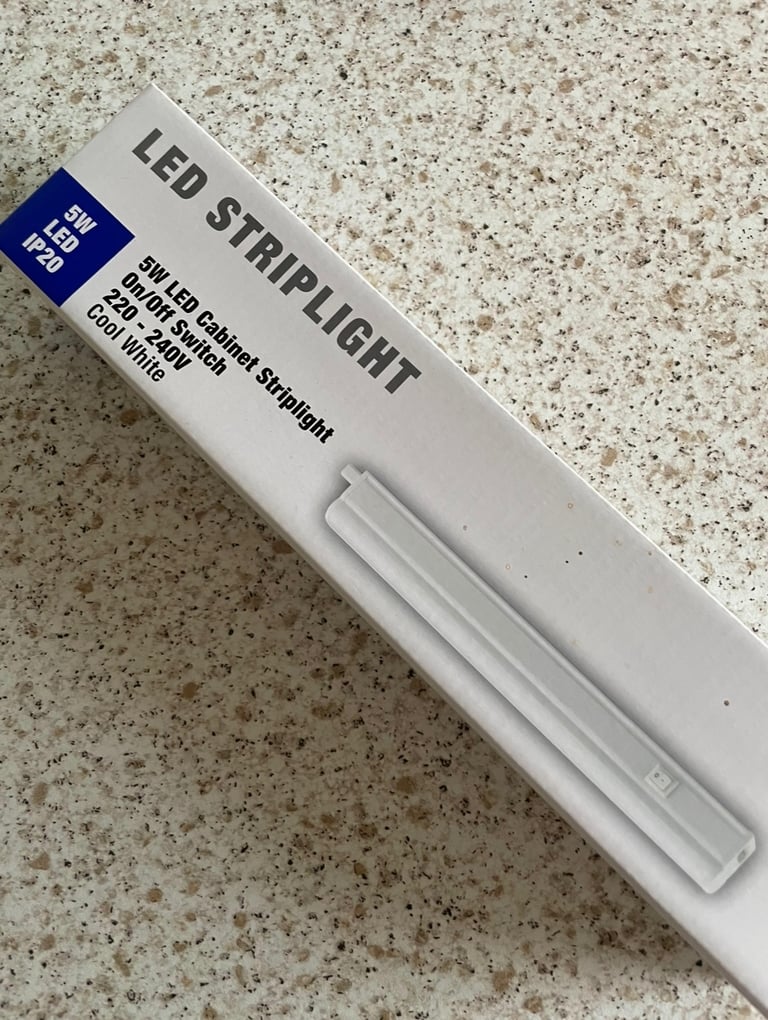 LED STRIPLIGHT
5W
LED
IP20
5W LED Cabinet Striplight
On/Off Switch
220 - 240V
Cool White